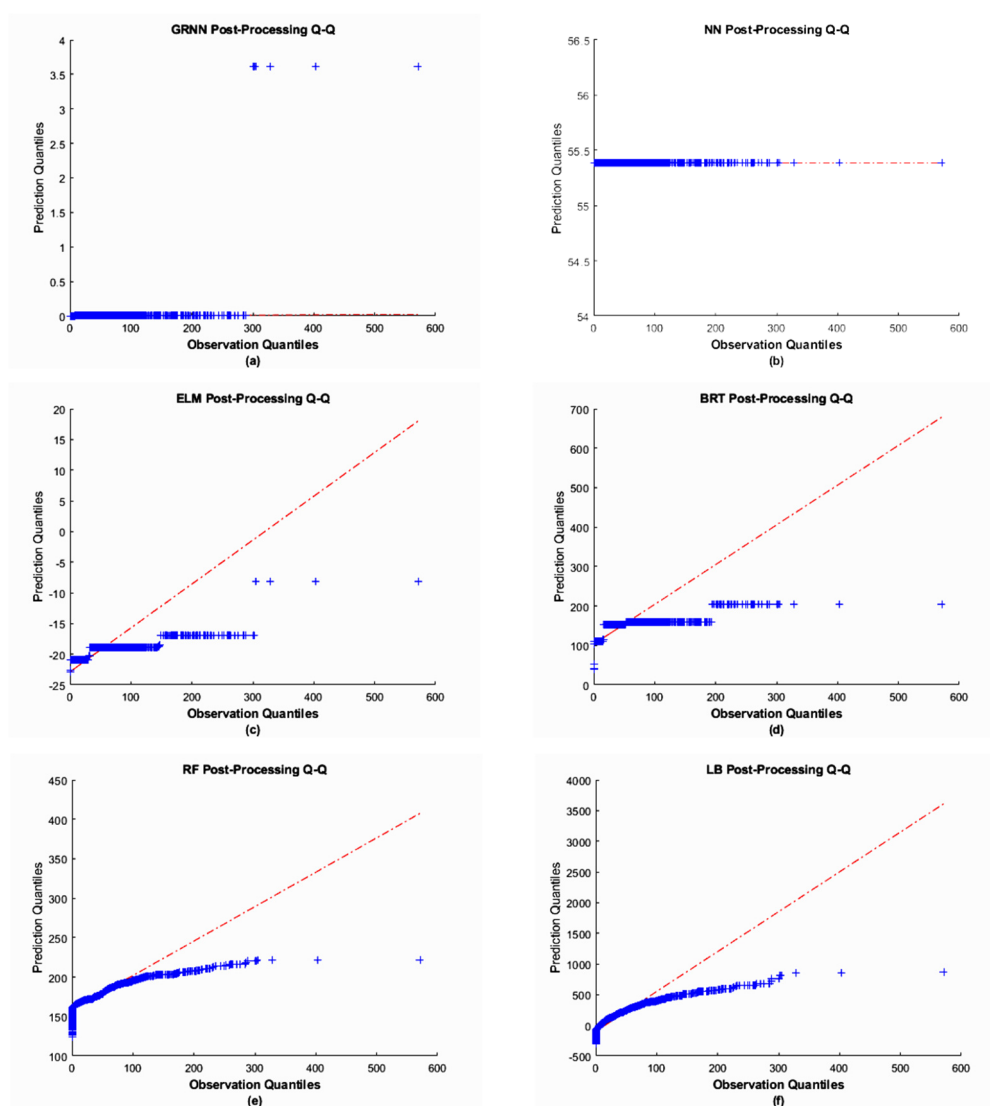 GRNN Post-Processing Q-Q
4
3.5
3
2.5
2
1.5
1
0.5
0
Prediction Quantiles
0 100 200 300 400 500 600
Observation Quantiles
(a)
NN Post-Processing Q-Q
56.5
56
55.5
55
54.5
54
Prediction Quantiles
0 100 200 300 400 500 600
Observation Quantiles
(b)
ELM Post-Processing Q-Q
20
15
10
5
0
-5
-10
-15
-20
-25
Prediction Quantiles
0 100 200 300 400 500 600
Observation Quantiles
(c)
BRT Post-Processing Q-Q
700
600
500
400
300
200
100
0
Prediction Quantiles
0 100 200 300 400 500 600
Observation Quantiles
(d)
RF Post-Processing Q-Q
450
400
350
300
250
200
150
100
Prediction Quantiles
0 100 200 300 400 500 600
Observation Quantiles
(e)
LB Post-Processing Q-Q
4000
3500
3000
2500
2000
1500
1000
500
0
-500
Prediction Quantiles
0 100 200 300 400 500 600
Observation Quantiles
(f)